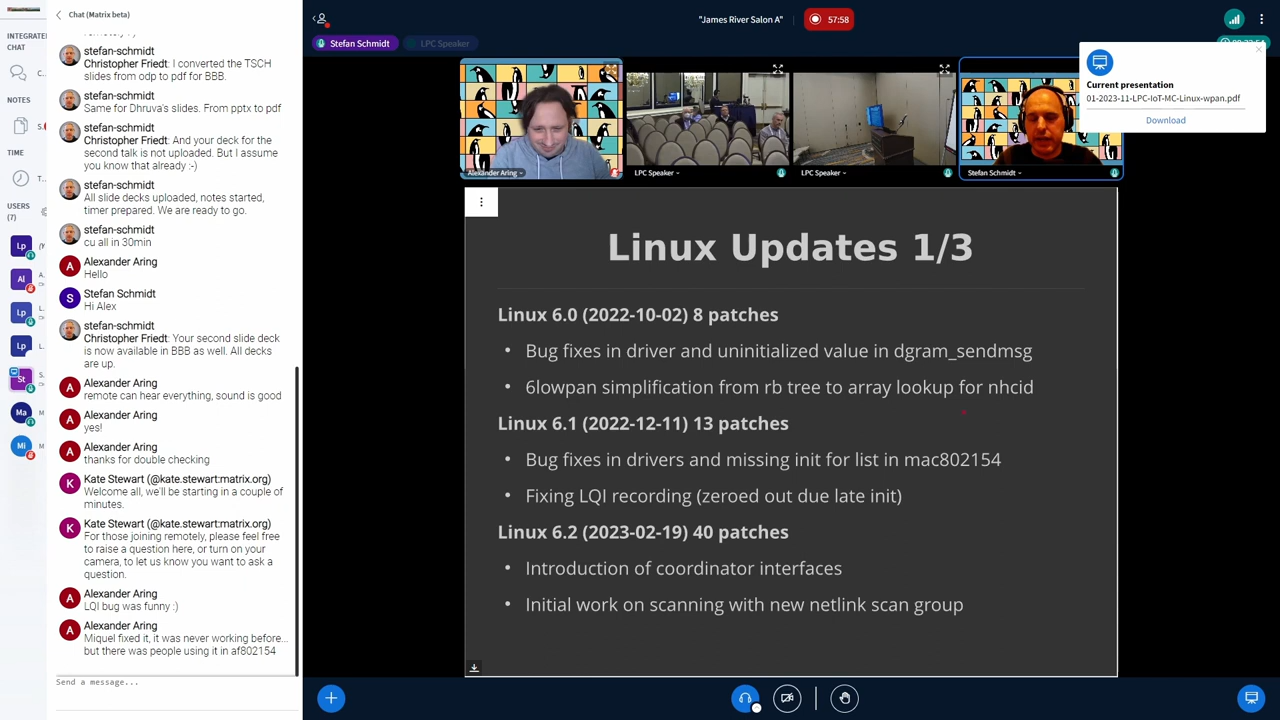 Chat (Matrix beta)
INTEGRATE
CHAT
C..
NOTES
S.
TIME
T..
USERS
(7)
stefan-schmidt
Christopher Friedt: I converted the TSCH
slides from odp to pdf for BBB.
stefan-schmidt
Same for Dhruva's slides. From pptx to pdf
stefan-schmidt
Christopher Friedt: And your deck for the
second talk is not uploaded. But I assume
you know that already :-)
stefan-schmidt
All slide decks uploaded, notes started,
timer prepared. We are ready to go.
stefan-schmidt
cu all in 30min
Alexander Aring
Hello
Stefan Schmidt
Hi Alex
stefan-schmidt
Christopher Friedt: Your second slide deck
is now available in BBB as well. All decks
are up.
Alexander Aring
remote can hear everything, sound is good
Alexander Aring
yes!
Alexander Aring
thanks for double checking
Kate Stewart (@kate.stewart:matrix.org)
Welcome all, we'll be starting in a couple of
minutes.
Kate Stewart (@kate.stewart:matrix.org)
For those joining remotely, please feel free
to raise a question here, or turn on your
camera, to let us know you want to ask a
question.
Alexander Aring
LQI bug was funny :)
Alexander Aring
Miquel fixed it, it was never working before...
but there was people using it in af802154
Send a message...
"James River Salon A"
57:58
Stefan Schmidt
LPC Speaker
Alexander Aring
LPC Speaker
LPC Speaker
Stefan Schmidt
Current presentation
01-2023-11-LPC-IoT-MC-Linux-wpan.pdf
Download
Linux Updates 1/3
Linux 6.0 (2022-10-02) 8 patches
• Bug fixes in driver and uninitialized value in dgram_sendmsg
• 6lowpan simplification from rb tree to array lookup for nhcid
Linux 6.1 (2022-12-11) 13 patches
• Bug fixes in drivers and missing init for list in mac802154
• Fixing LQI recording (zeroed out due late init)
Linux 6.2 (2023-02-19) 40 patches
• Introduction of coordinator interfaces
• Initial work on scanning with new netlink scan group